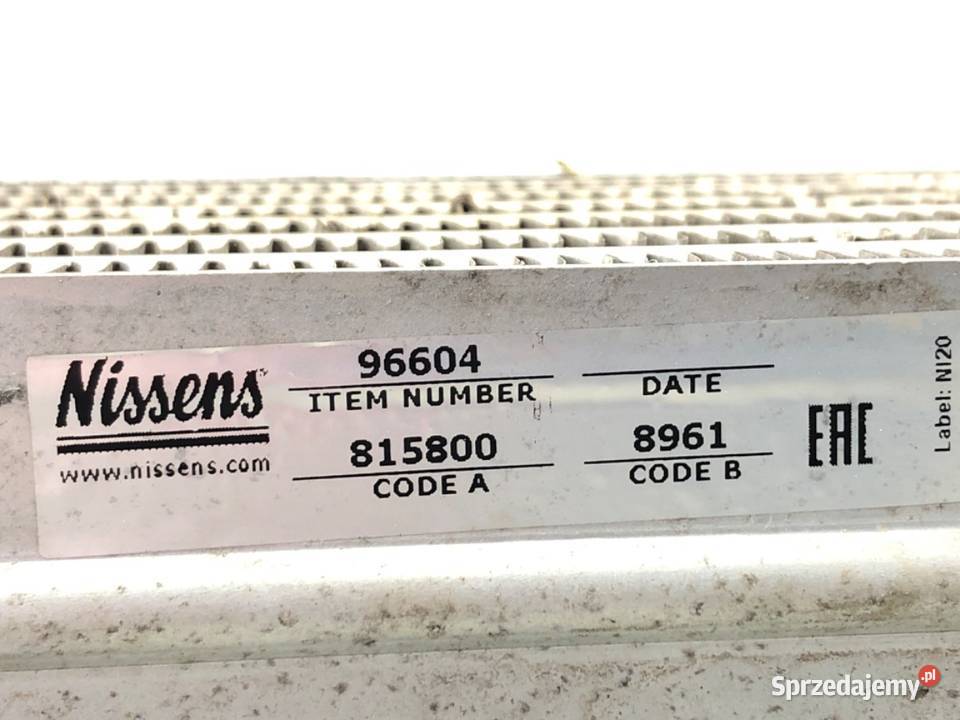 Nissens
www.nissens.com
96604
ITEM NUMBER
DATE
815800
CODE A
8961
CODE B
EAC
Label: NI20
Sprzedajemy.pl